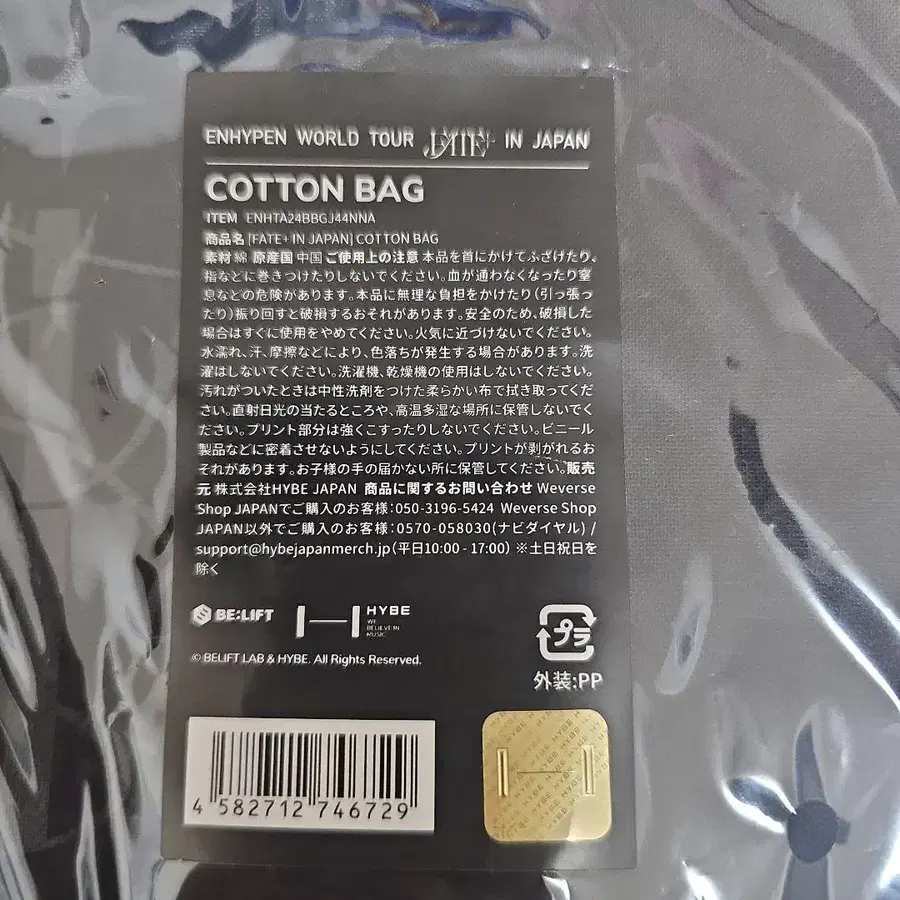 ENHYPEN WORLD TOUR FATE+ IN JAPAN
COTTON BAG
ITEM ENHTA24BBGJ44NNA
商品名 [FATE+ IN JAPAN] COTTON BAG
素材 綿 原産国 中国 ご使用上の注意 本品を首にかけてふざけたり、
指などに巻きつけたりしないでください。血が通わなくなったり窒
息などの危険があります。本品に無理な負担をかけたり(引っ張っ
たり)振り回すと破損するおそれがあります。安全のため、破損した
場合はすぐに使用をやめてください。火気に近づけないでください。
水濡れ、汗、摩擦などにより、色落ちが発生する場合があります。洗
濯はしないでください。洗濯機、乾燥機の使用はしないでください。
汚れがついたときは中性洗剤をつけた柔らかい布で拭き取ってくだ
さい。直射日光の当たるところや、高温多湿な場所に保管しないでく
ださい。プリント部分は強くこすったりしないでください。ビニール
製品などに密着させないようにしてください。プリントが剥がれるお
それがあります。お子様の手の届かない所に保管してください。販売
元 株式会社HYBE JAPAN 商品に関するお問い合わせ Weverse
Shop JAPANでご購入のお客様：050-3196-5424 Weverse Shop
JAPAN以外でご購入のお客様：0570-058030(ナビダイヤル) /
support@hybejapanmerch.jp(平日10:00 - 17:00) ※土日祝日を
除く
BE:LIFT HYBE
WE
BELIEVE IN
MUSIC
© BELIFT LAB & HYBE. All Rights Reserved.
プラ
外装:PP
4 582712 746729
HYBE HYBE HYBE